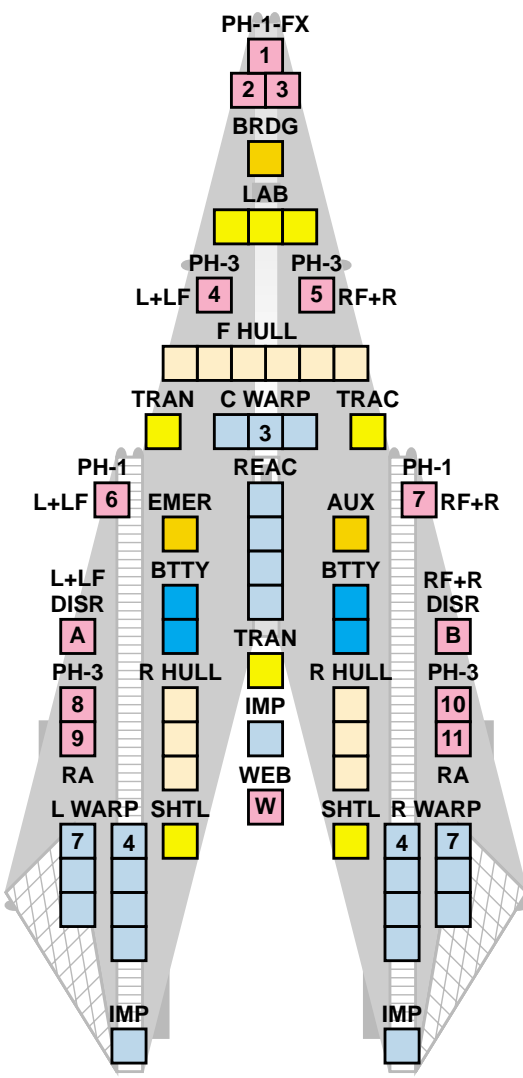 PH-1-FX
1
2 3
BRDG
LAB
PH-3 PH-3
L+LF 4 5 RF+R
F HULL
TRAN C WARP TRAC
3
PH-1 REAC PH-1
L+LF 6 EMER AUX 7 RF+R
L+LF BTTY BTTY RF+R
DISR DISR
A TRAN B
PH-3 R HULL R HULL PH-3
8 IMP 10
9 11
RA WEB RA
L WARP SHTL W SHTL R WARP
7 4 4 7
IMP IMP